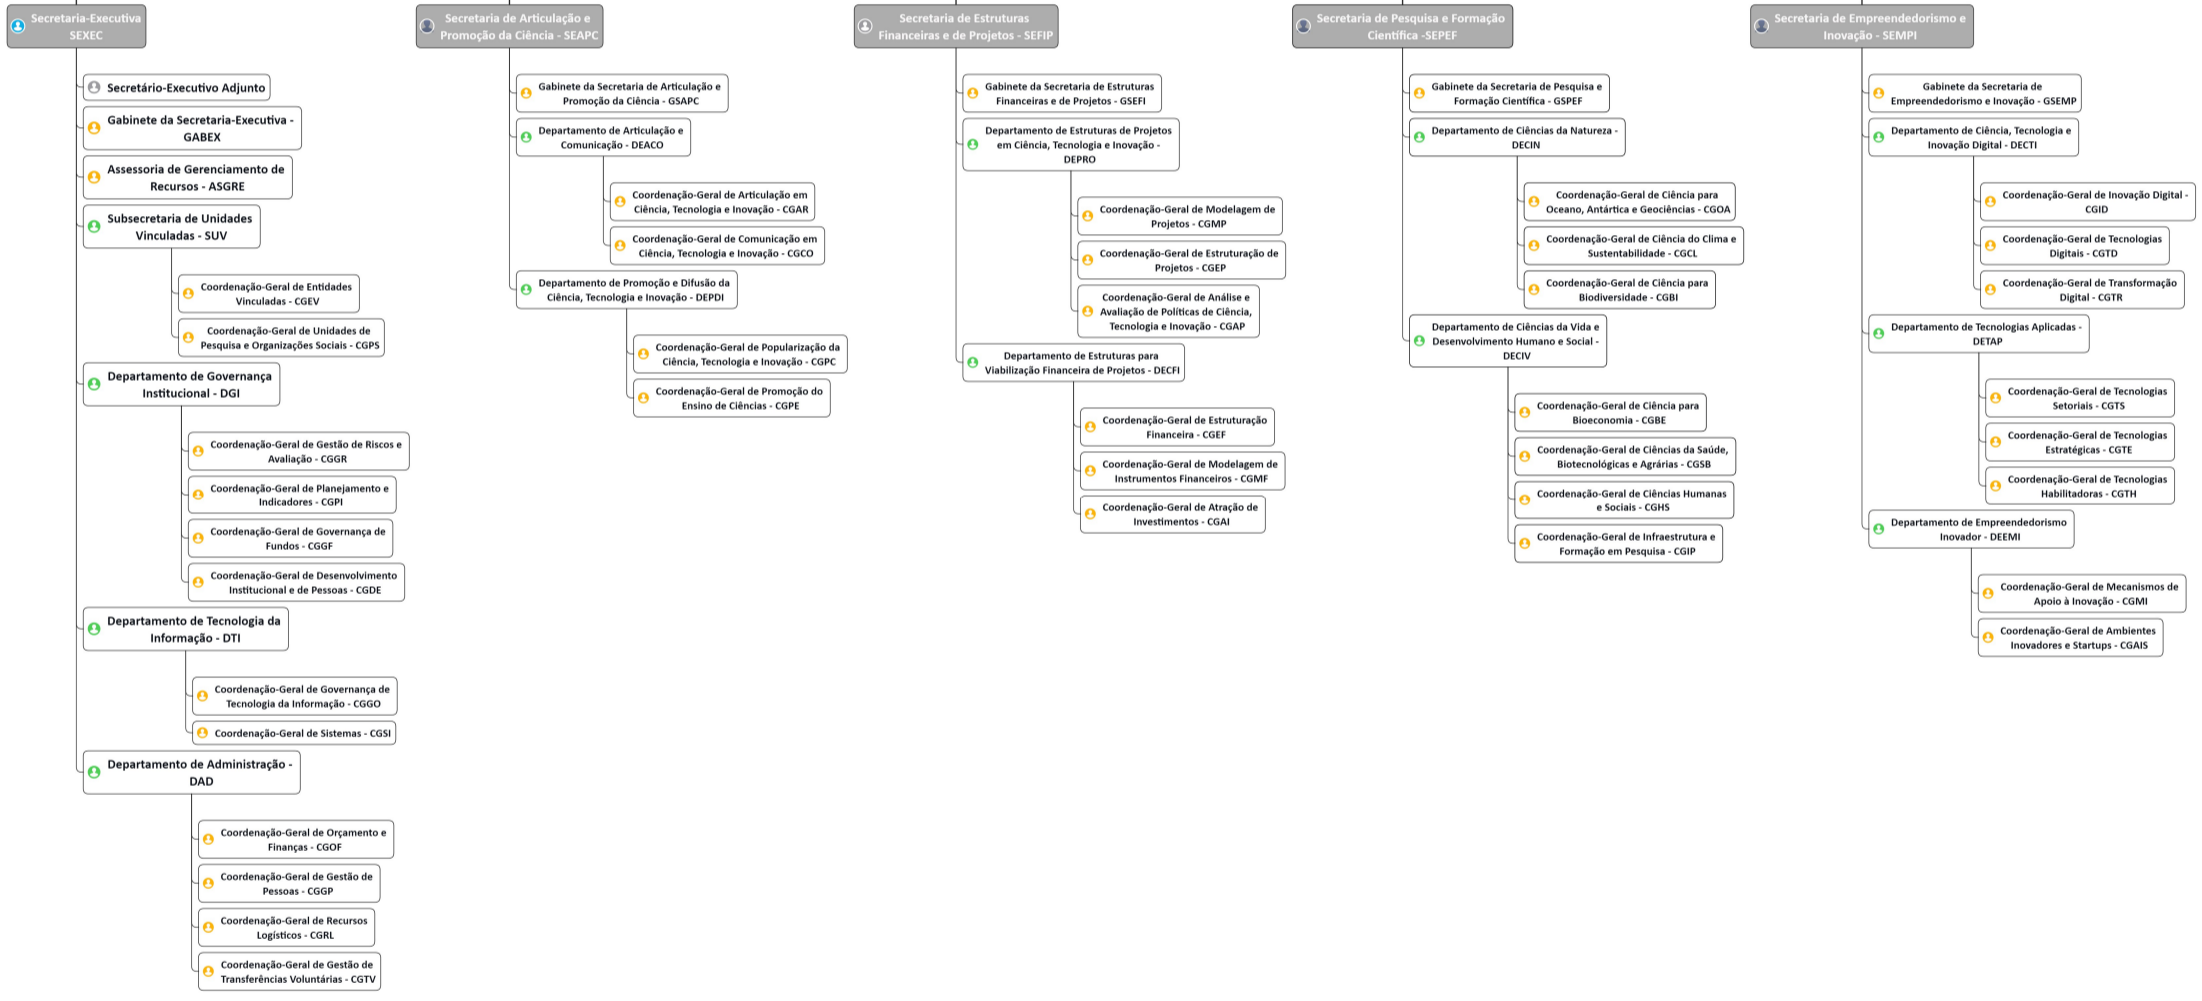 Secretaria-Executiva
SEXEC
Secretário-Executivo Adjunto
Gabinete da Secretaria-Executiva -
GABEX
Assessoria de Gerenciamento de
Recursos - ASGRE
Subsecretaria de Unidades
Vinculadas - SUV
Coordenação-Geral de Entidades
Vinculadas - CGEV
Coordenação-Geral de Unidades de
Pesquisa e Organizações Sociais - CGPS
Departamento de Governança
Institucional - DGI
Coordenação-Geral de Gestão de Riscos e
Avaliação - CGGR
Coordenação-Geral de Planejamento e
Indicadores - CGPI
Coordenação-Geral de Governança de
Fundos - CGGF
Coordenação-Geral de Desenvolvimento
Institucional e de Pessoas - CGDE
Departamento de Tecnologia da
Informação - DTI
Coordenação-Geral de Governança de
Tecnologia da Informação - CGGO
Coordenação-Geral de Sistemas - CGSI
Departamento de Administração -
DAD
Coordenação-Geral de Orçamento e
Finanças - CGOF
Coordenação-Geral de Gestão de
Pessoas - CGGP
Coordenação-Geral de Recursos
Logísticos - CGRL
Coordenação-Geral de Gestão de
Transferências Voluntárias - CGTV
Secretaria de Articulação e
Promoção da Ciência - SEAPC
Gabinete da Secretaria de Articulação e
Promoção da Ciência - GSAPC
Departamento de Articulação e
Comunicação - DEACO
Coordenação-Geral de Articulação em
Ciência, Tecnologia e Inovação - CGAR
Coordenação-Geral de Comunicação em
Ciência, Tecnologia e Inovação - CGCO
Departamento de Promoção e Difusão da
Ciência, Tecnologia e Inovação - DEPDI
Coordenação-Geral de Popularização da
Ciência, Tecnologia e Inovação - CGPC
Coordenação-Geral de Promoção do
Ensino de Ciências - CGPE
Secretaria de Estruturas
Financeiras e de Projetos - SEFIP
Gabinete da Secretaria de Estruturas
Financeiras e de Projetos - GSEFI
Departamento de Estruturas de Projetos
em Ciência, Tecnologia e Inovação -
DEPRO
Coordenação-Geral de Modelagem de
Projetos - CGMP
Coordenação-Geral de Estruturação de
Projetos - CGEP
Coordenação-Geral de Análise e
Avaliação de Políticas de Ciência,
Tecnologia e Inovação - CGAP
Departamento de Estruturas para
Viabilização Financeira de Projetos - DECFI
Coordenação-Geral de Estruturação
Financeira - CGEF
Coordenação-Geral de Modelagem de
Instrumentos Financeiros - CGMF
Coordenação-Geral de Atração de
Investimentos - CGAI
Secretaria de Pesquisa e Formação
Científica -SEPEF
Gabinete da Secretaria de Pesquisa e
Formação Científica - GSPEF
Departamento de Ciências da Natureza -
DECIN
Coordenação-Geral de Ciência para
Oceano, Antártica e Geociências - CGOA
Coordenação-Geral de Ciência do Clima e
Sustentabilidade - CGCL
Coordenação-Geral de Ciência para
Biodiversidade - CGBI
Departamento de Ciências da Vida e
Desenvolvimento Humano e Social -
DECIV
Coordenação-Geral de Ciência para
Bioeconomia - CGBE
Coordenação-Geral de Ciências da Saúde,
Biotecnológicas e Agrárias - CGSB
Coordenação-Geral de Ciências Humanas
e Sociais - CGHS
Coordenação-Geral de Infraestrutura e
Formação em Pesquisa - CGIP
Secretaria de Empreendedorismo e
Inovação - SEMPI
Gabinete da Secretaria de
Empreendedorismo e Inovação - GSEMP
Departamento de Ciência, Tecnologia e
Inovação Digital - DECTI
Coordenação-Geral de Inovação Digital -
CGID
Coordenação-Geral de Tecnologias
Digitais - CGTD
Coordenação-Geral de Transformação
Digital - CGTR
Departamento de Tecnologias Aplicadas -
DETAP
Coordenação-Geral de Tecnologias
Setoriais - CGTS
Coordenação-Geral de Tecnologias
Estratégicas - CGTE
Coordenação-Geral de Tecnologias
Habilitadoras - CGTH
Departamento de Empreendedorismo
Inovador - DEEMI
Coordenação-Geral de Mecanismos de
Apoio à Inovação - CGMI
Coordenação-Geral de Ambientes
Inovadores e Startups - CGAIS